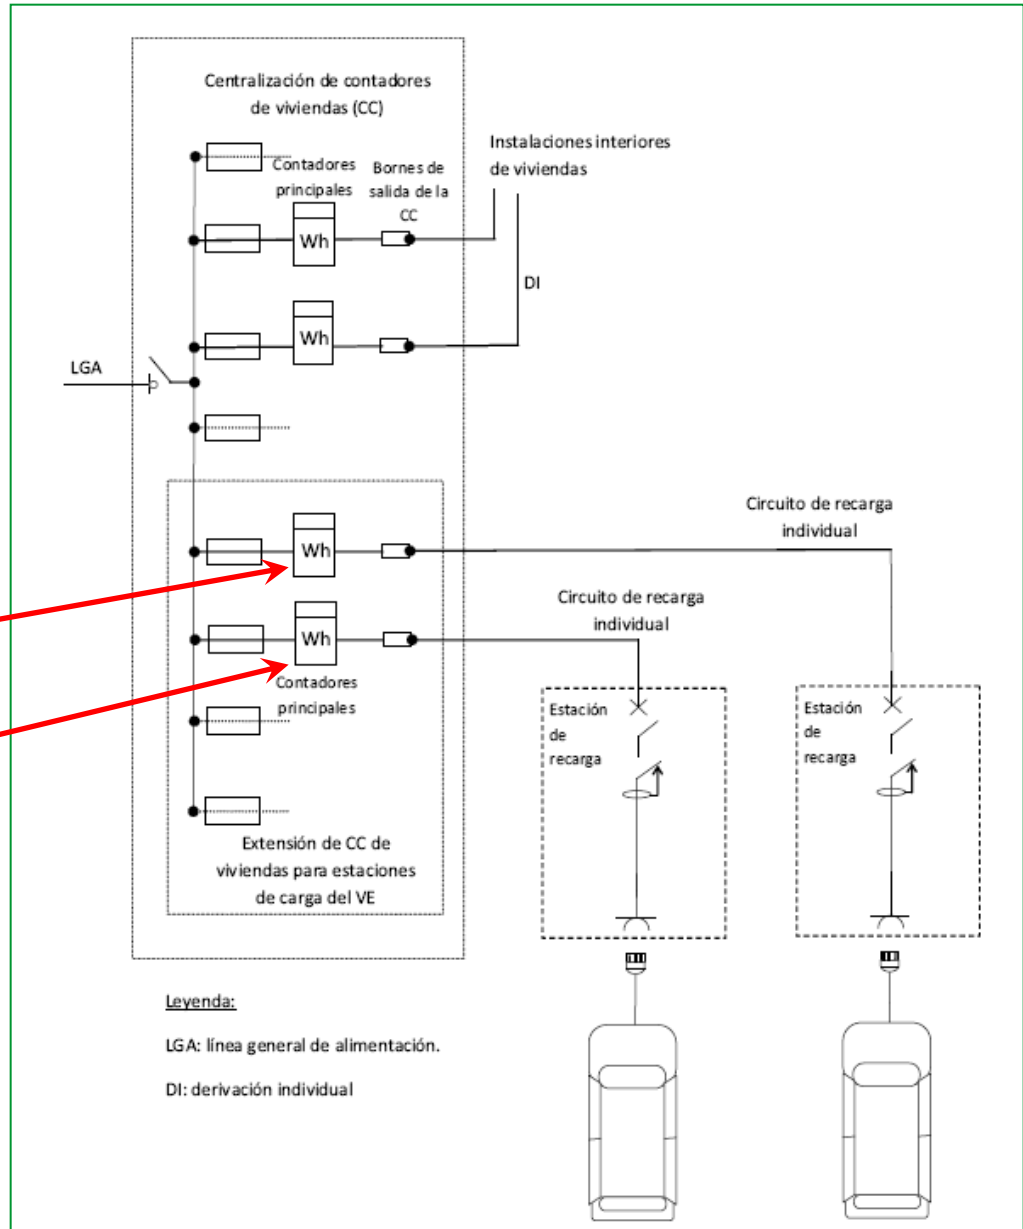 Centralización de contadores
de viviendas (CC)
Instalaciones interiores
de viviendas
Contadores
principales
Bornes de
salida de la
CC
Wh
DI
Wh
LGA
Circuito de recarga
individual
Wh
Circuito de recarga
individual
Wh
Contadores
principales
Estación
de
recarga
Estación
de
recarga
Extensión de CC de
viviendas para estaciones
de carga del VE
Leyenda:
LGA: línea general de alimentación.
DI: derivación individual